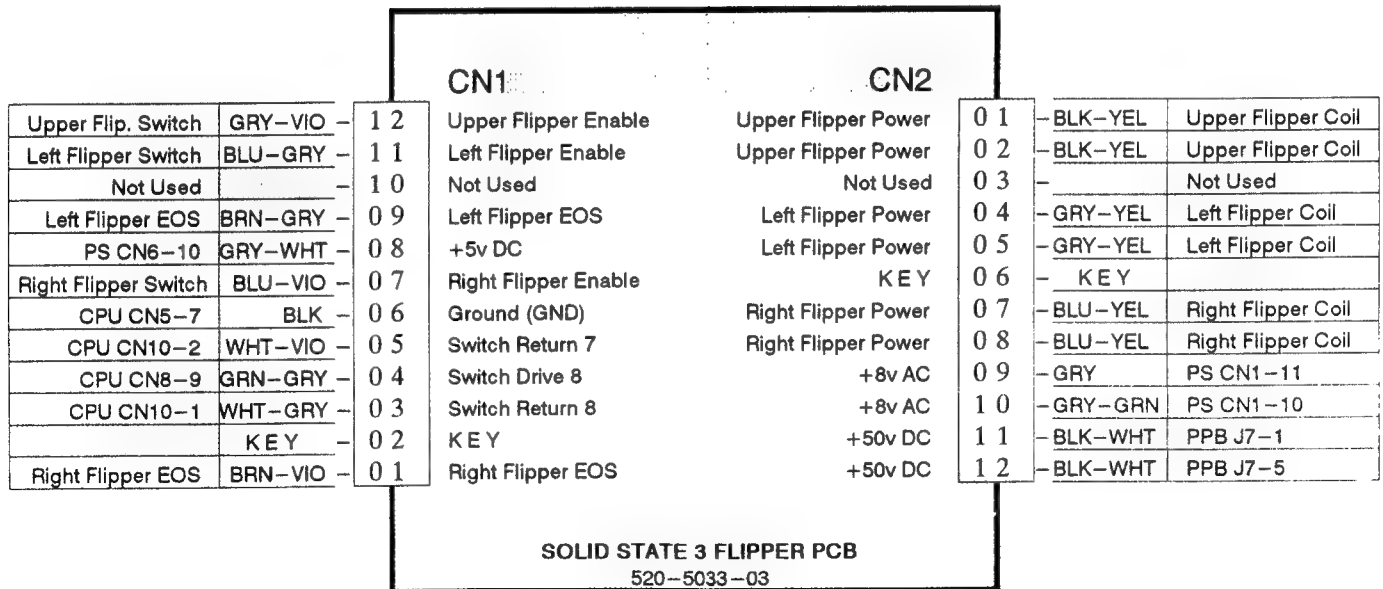 CN1 CN2
Upper Flip. Switch GRY-VIO - 12 Upper Flipper Enable Upper Flipper Power 01 -BLK-YEL Upper Flipper Coil
Left Flipper Switch BLU-GRY - 11 Left Flipper Enable Upper Flipper Power 02 -BLK-YEL Upper Flipper Coil
Not Used - 10 Not Used Not Used 03 - Not Used
Left Flipper EOS BRN-GRY - 09 Left Flipper EOS Left Flipper Power 04 -GRY-YEL Left Flipper Coil
PS CN6-10 GRY-WHT - 08 +5v DC Left Flipper Power 05 -GRY-YEL Left Flipper Coil
Right Flipper Switch BLU-VIO - 07 Right Flipper Enable KEY 06 - KEY
CPU CN5-7 BLK - 06 Ground (GND) Right Flipper Power 07 -BLU-YEL Right Flipper Coil
CPU CN10-2 WHT-VIO - 05 Switch Return 7 Right Flipper Power 08 -BLU-YEL Right Flipper Coil
CPU CN8-9 GRN-GRY - 04 Switch Drive 8 +8v AC 09 -GRY PS CN1-11
CPU CN10-1 WHT-GRY - 03 Switch Return 8 +8v AC 10 -GRY-GRN PS CN1-10
KEY - 02 KEY +50v DC 11 -BLK-WHT PPB J7-1
Right Flipper EOS BRN-VIO - 01 Right Flipper EOS +50v DC 12 -BLK-WHT PPB J7-5
SOLID STATE 3 FLIPPER PCB
520-5033-03